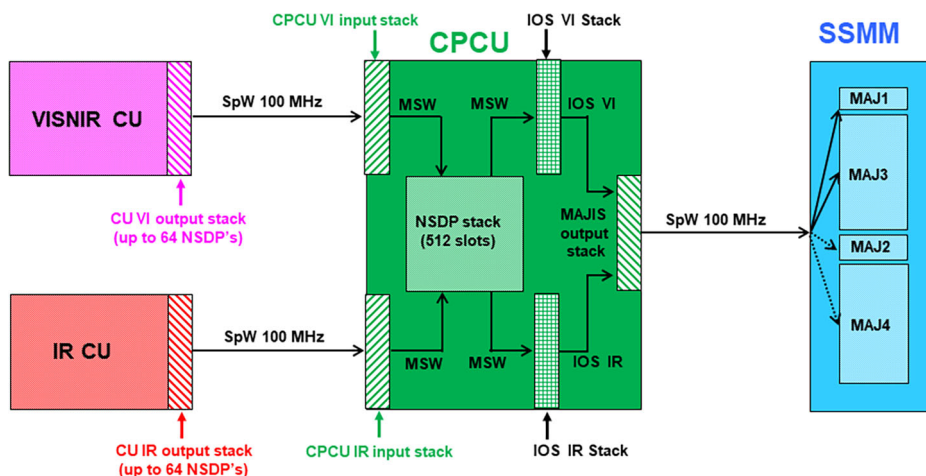 CPCU VI input stack
IOS VI Stack
CPCU
SSMM
VISNIR CU
SpW 100 MHz
MSW
MSW
IOS VI
MAJ1
MAJ3
CU VI output stack
(up to 64 NSDP's)
NSDP stack
(512 slots)
MAJIS
output
stack
SpW 100 MHz
MAJ2
MAJ4
IR CU
SpW 100 MHz
MSW
MSW
IOS IR
CU IR output stack
(up to 64 NSDP's)
CPCU IR input stack
IOS IR Stack